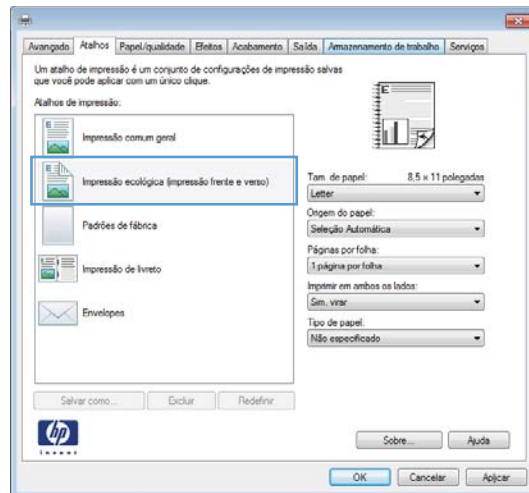 Avançado Atalhos Papel/qualidade Efeitos Acabamento Saída Armazenamento de trabalho Serviços
Um atalho de impressão é um conjunto de configurações de impressão salvas
que você pode aplicar com um único clique.
Atalhos de impressão:
Impressão comum geral
Impressão ecológica (impressão frente e verso)
Padrões de fábrica
Impressão de livreto
Envelopes
Salvar como... Excluir Redefinir
E
Tam. de papel: 8,5 × 11 polegadas
Letter
Origem do papel:
Seleção Automática
Páginas por folha:
1 página por folha
Imprimir em ambos os lados:
Sim, virar
Tipo de papel:
Não especificado
hp
invent
Sobre... Ajuda
OK Cancelar Aplicar